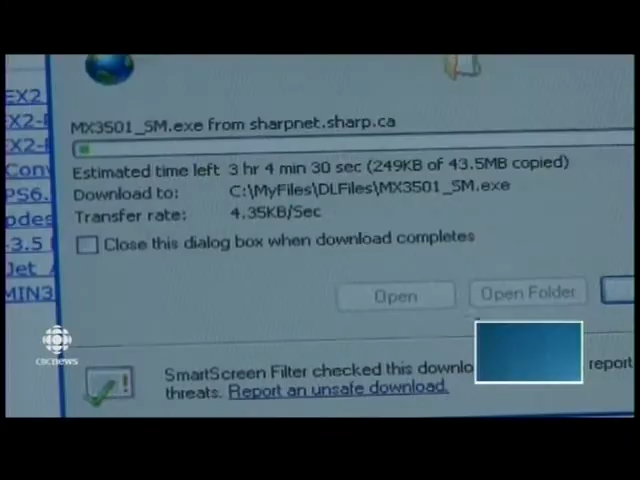 EX2
MX3501_SM.exe from sharpnet.sharp.ca
EX2-
EX2-
Estimated time left 3 hr 4 min 30 sec (249KB of 43.5MB copied)
Conv
Download to: C:\MyFiles\DLFiles\MX3501_SM.exe
PS6.
Transfer rate: 4.35KB/Sec
odes
Close this dialog box when download completes
-3.5
Jet
MIN3
Open
Open Folder
cbcnews
SmartScreen Filter checked this downlo
report
threats. Report an unsafe download.